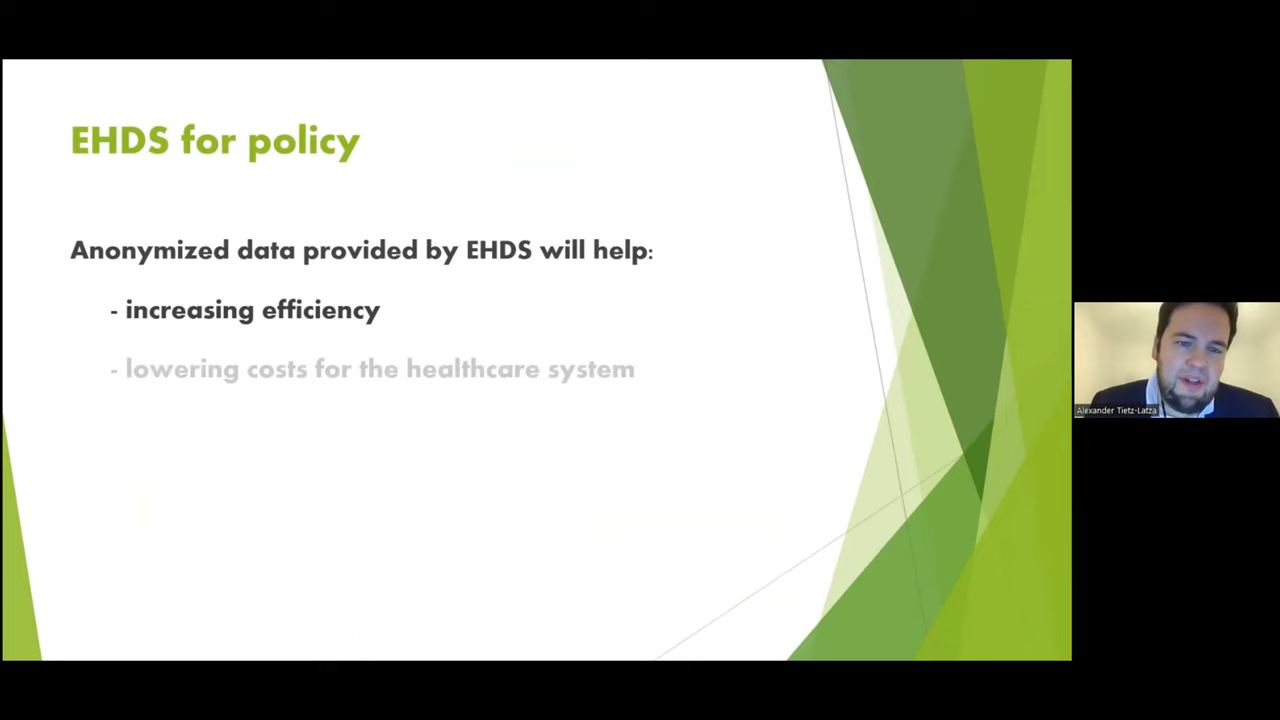 EHDS for policy
Anonymized data provided by EHDS will help:
- increasing efficiency
- lowering costs for the healthcare system
Alexander Tietz-Latza